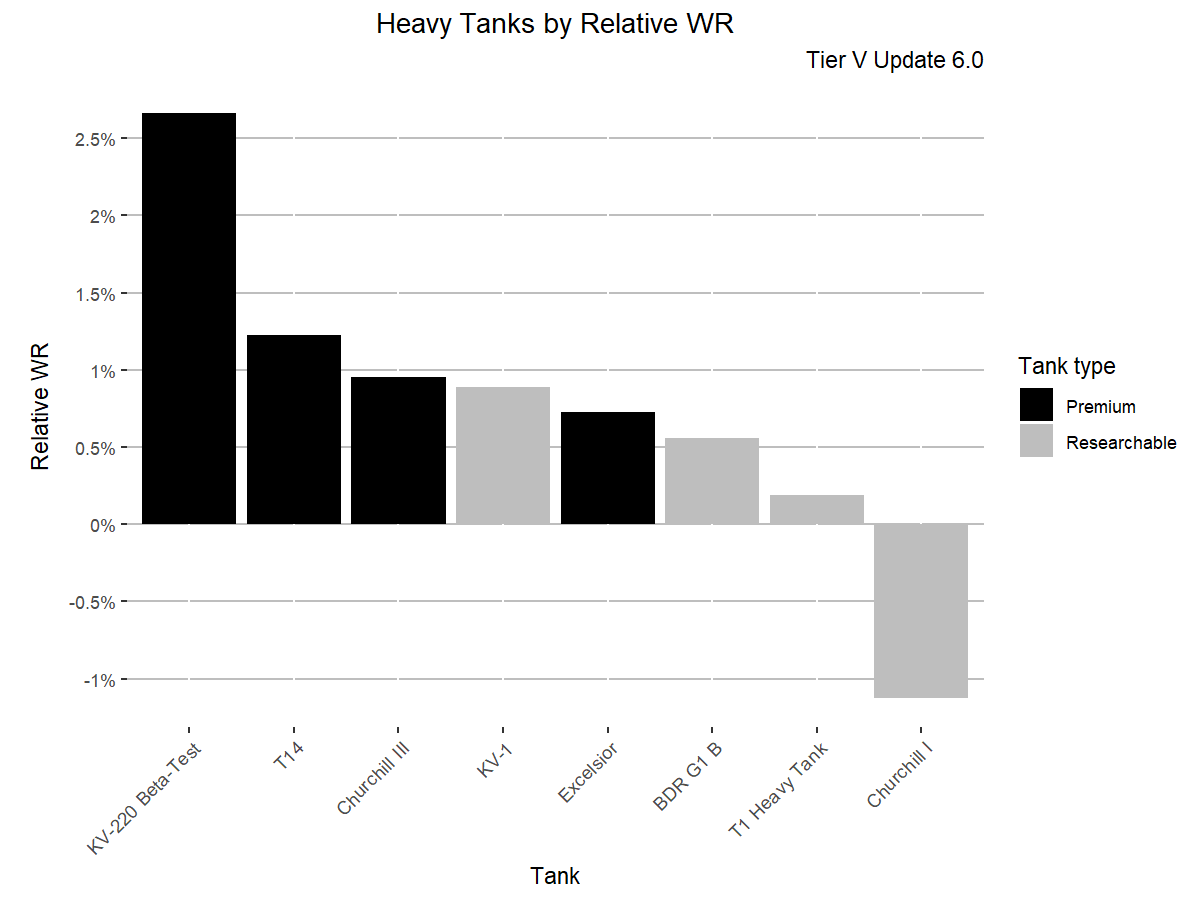 Heavy Tanks by Relative WR
Tier V Update 6.0
Relative WR
2.5%
2%
1.5%
1%
0.5%
0%
-0.5%
-1%
KV-220 Beta-Test
T14
Churchill III
KV-1
Excelsior
BDR G1 B
T1 Heavy Tank
Churchill I
Tank
Tank type
Premium
Researchable